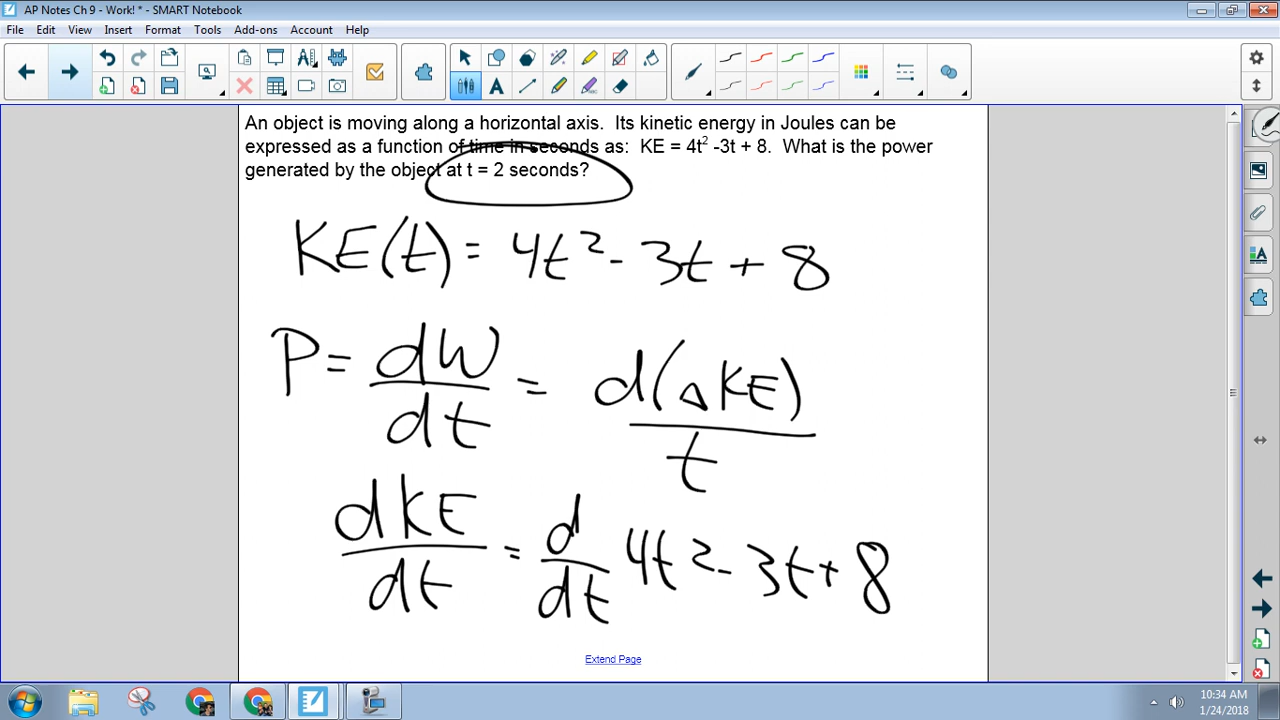 AP Notes Ch 9 - Work! * - SMART Notebook
File Edit View Insert Format Tools Add-ons Account Help
An object is moving along a horizontal axis. Its kinetic energy in Joules can be
expressed as a function of time in seconds as: KE = 4t² -3t + 8. What is the power
generated by the object at t = 2 seconds?
KE(t) = 4t² - 3t + 8
P = dW/dt = d(ΔKE)/t
dKE/dt = d/dt 4t² - 3t + 8
Extend Page
10:34 AM
1/24/2018